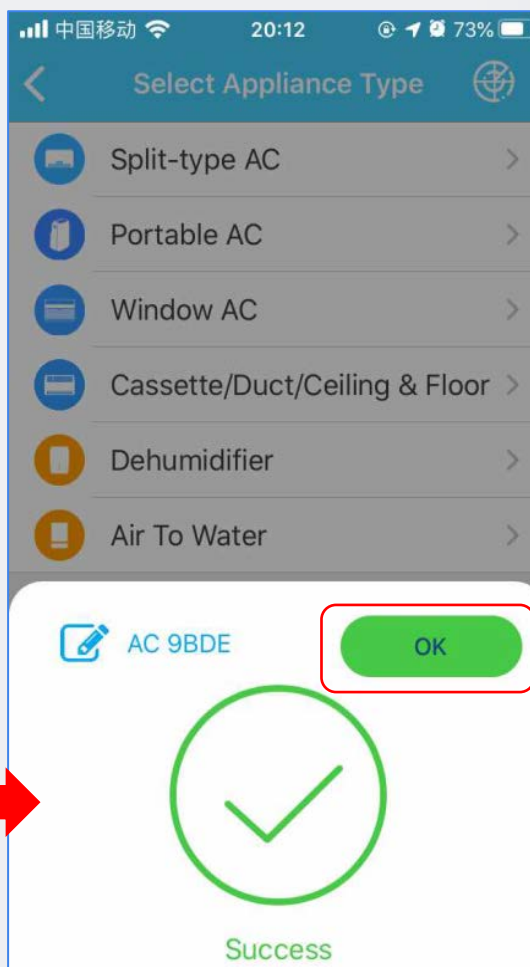 中国移动 20:12 73%
Select Appliance Type
Split-type AC
Portable AC
Window AC
Cassette/Duct/Ceiling & Floor
Dehumidifier
Air To Water
AC 9BDE OK
Success